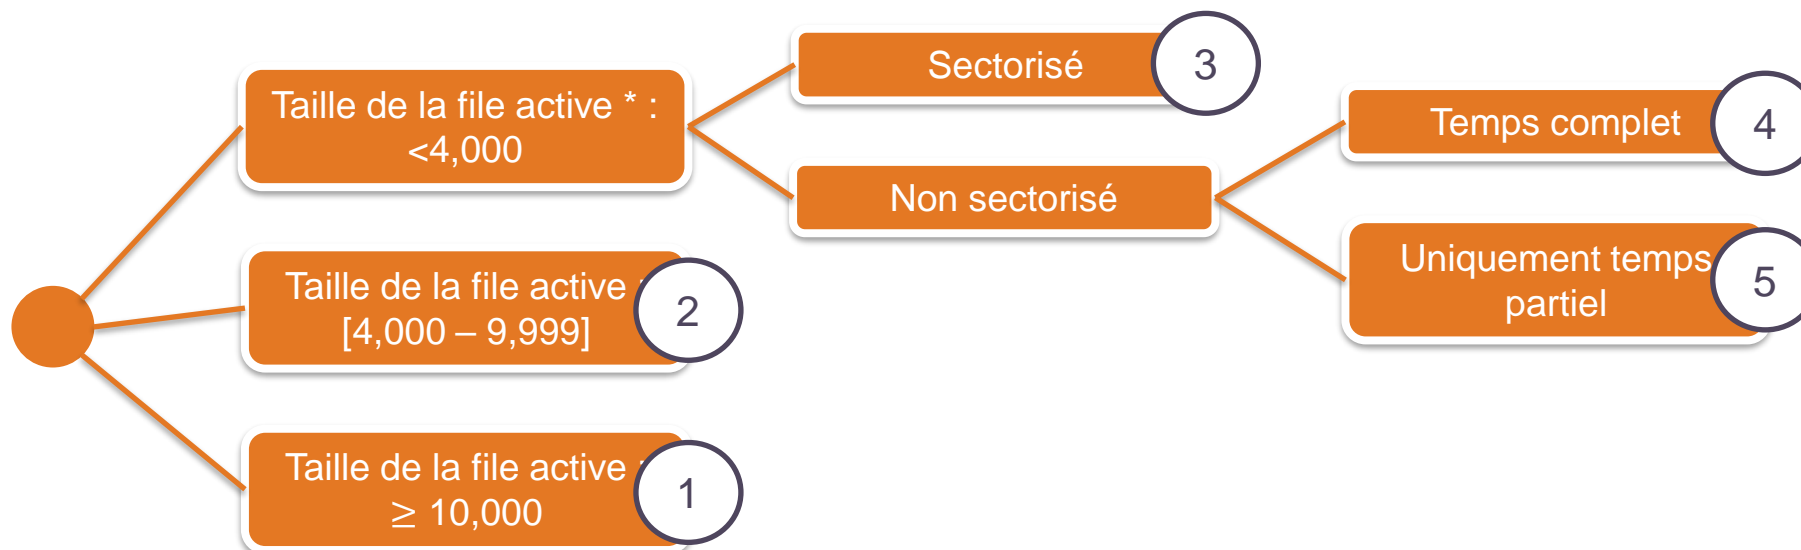 Taille de la file active * :
<4,000
Sectorisé
3
Non sectorisé
Temps complet
4
Uniquement temps
partiel
5
Taille de la file active :
[4,000 – 9,999]
2
Taille de la file active :
≥ 10,000
1